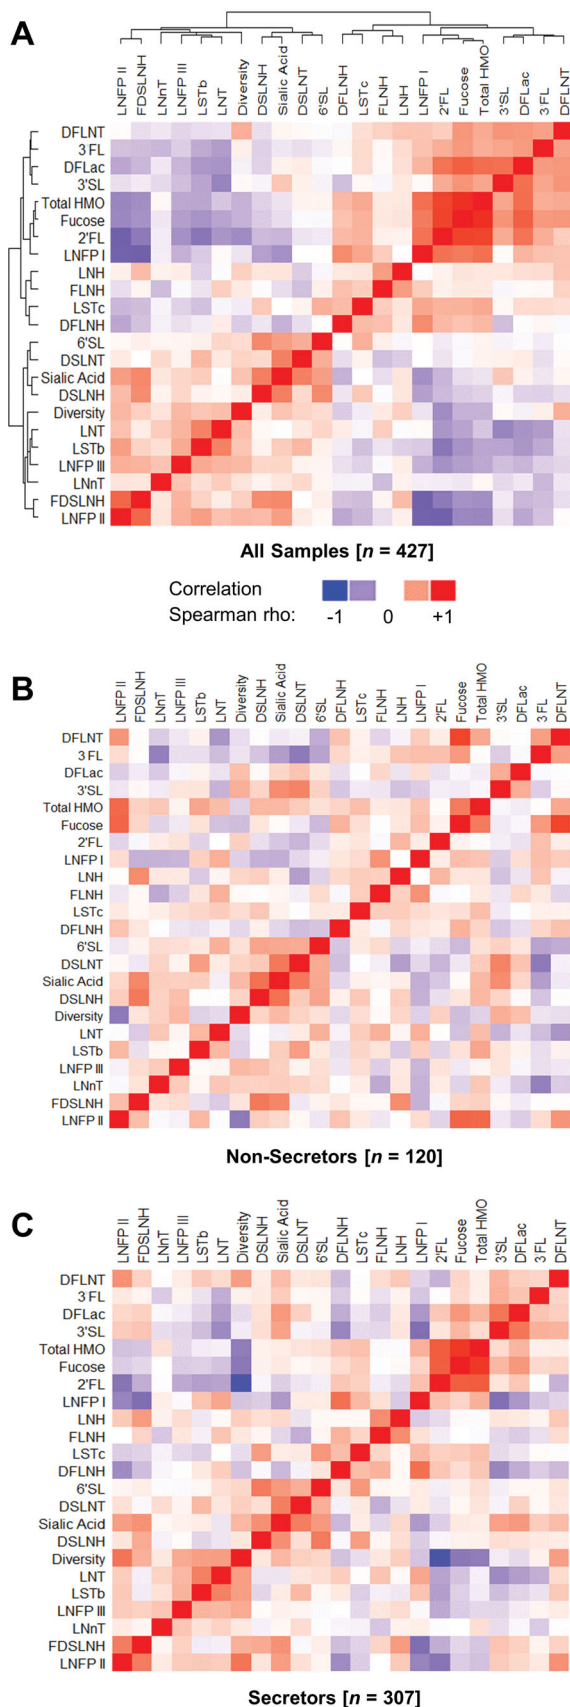 A
LNFP II FDSLNH LNnT LNFP III LSTb LNT Diversity DSLNH Sialic Acid DSLNT 6'SL DFLNH LSTc FLNH LNH LNFP I 2'FL Fucose Total HMO 3'SL DFLac 3 FL DFLNT
DFLNT
3 FL
DFLac
3'SL
Total HMO
Fucose
2'FL
LNFP I
LNH
FLNH
LSTc
DFLNH
6'SL
DSLNT
Sialic Acid
DSLNH
Diversity
LNT
LSTb
LNFP III
LNnT
FDSLNH
LNFP II
All Samples [n = 427]
Correlation
Spearman rho: -1 0 +1
B
LNFP II FDSLNH LNnT LNFP III LSTb LNT Diversity DSLNH Sialic Acid DSLNT 6'SL DFLNH LSTc FLNH LNH LNFP I 2'FL Fucose Total HMO 3'SL DFLac 3 FL DFLNT
DFLNT
3 FL
DFLac
3'SL
Total HMO
Fucose
2'FL
LNFP I
LNH
FLNH
LSTc
DFLNH
6'SL
DSLNT
Sialic Acid
DSLNH
Diversity
LNT
LSTb
LNFP III
LNnT
FDSLNH
LNFP II
Non-Secretors [n = 120]
C
LNFP II FDSLNH LNnT LNFP III LSTb LNT Diversity DSLNH Sialic Acid DSLNT 6'SL DFLNH LSTc FLNH LNH LNFP I 2'FL Fucose Total HMO 3'SL DFLac 3 FL DFLNT
DFLNT
3 FL
DFLac
3'SL
Total HMO
Fucose
2'FL
LNFP I
LNH
FLNH
LSTc
DFLNH
6'SL
DSLNT
Sialic Acid
DSLNH
Diversity
LNT
LSTb
LNFP III
LNnT
FDSLNH
LNFP II
Secretors [n = 307]